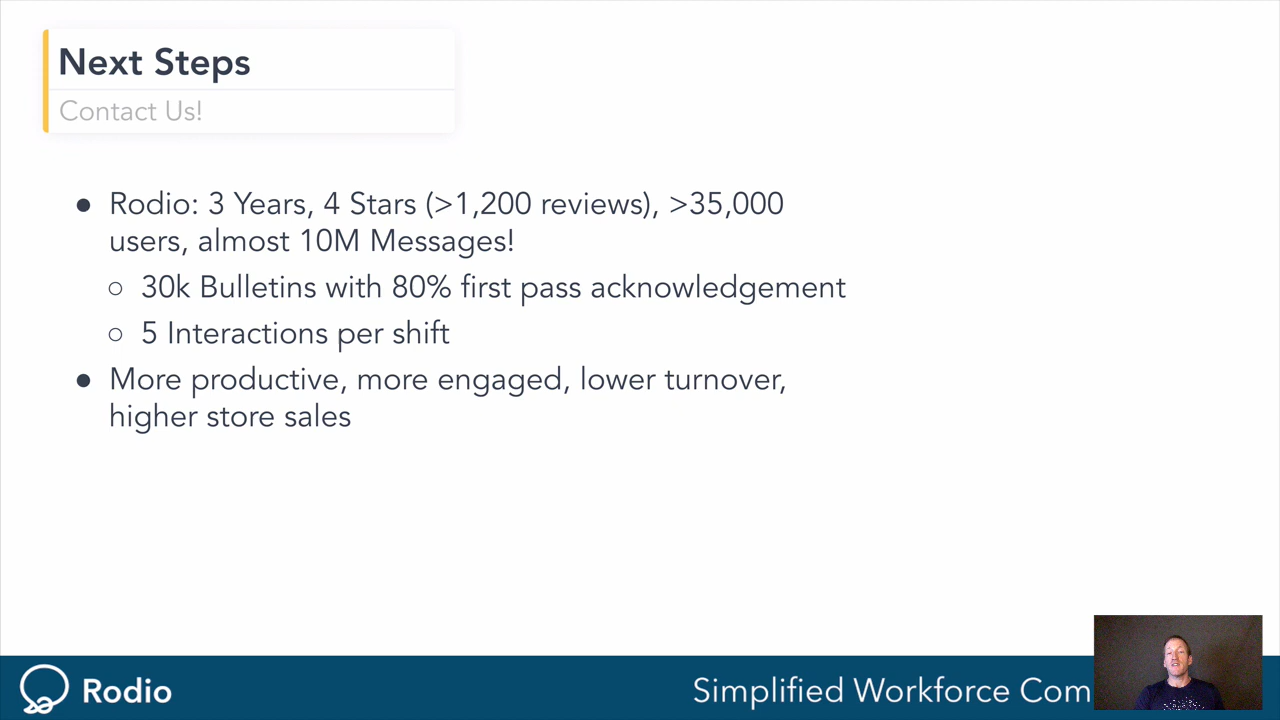 Next Steps
Contact Us!
● Rodio: 3 Years, 4 Stars (>1,200 reviews), >35,000
users, almost 10M Messages!
○ 30k Bulletins with 80% first pass acknowledgement
○ 5 Interactions per shift
● More productive, more engaged, lower turnover,
higher store sales
Rodio
Simplified Workforce Com